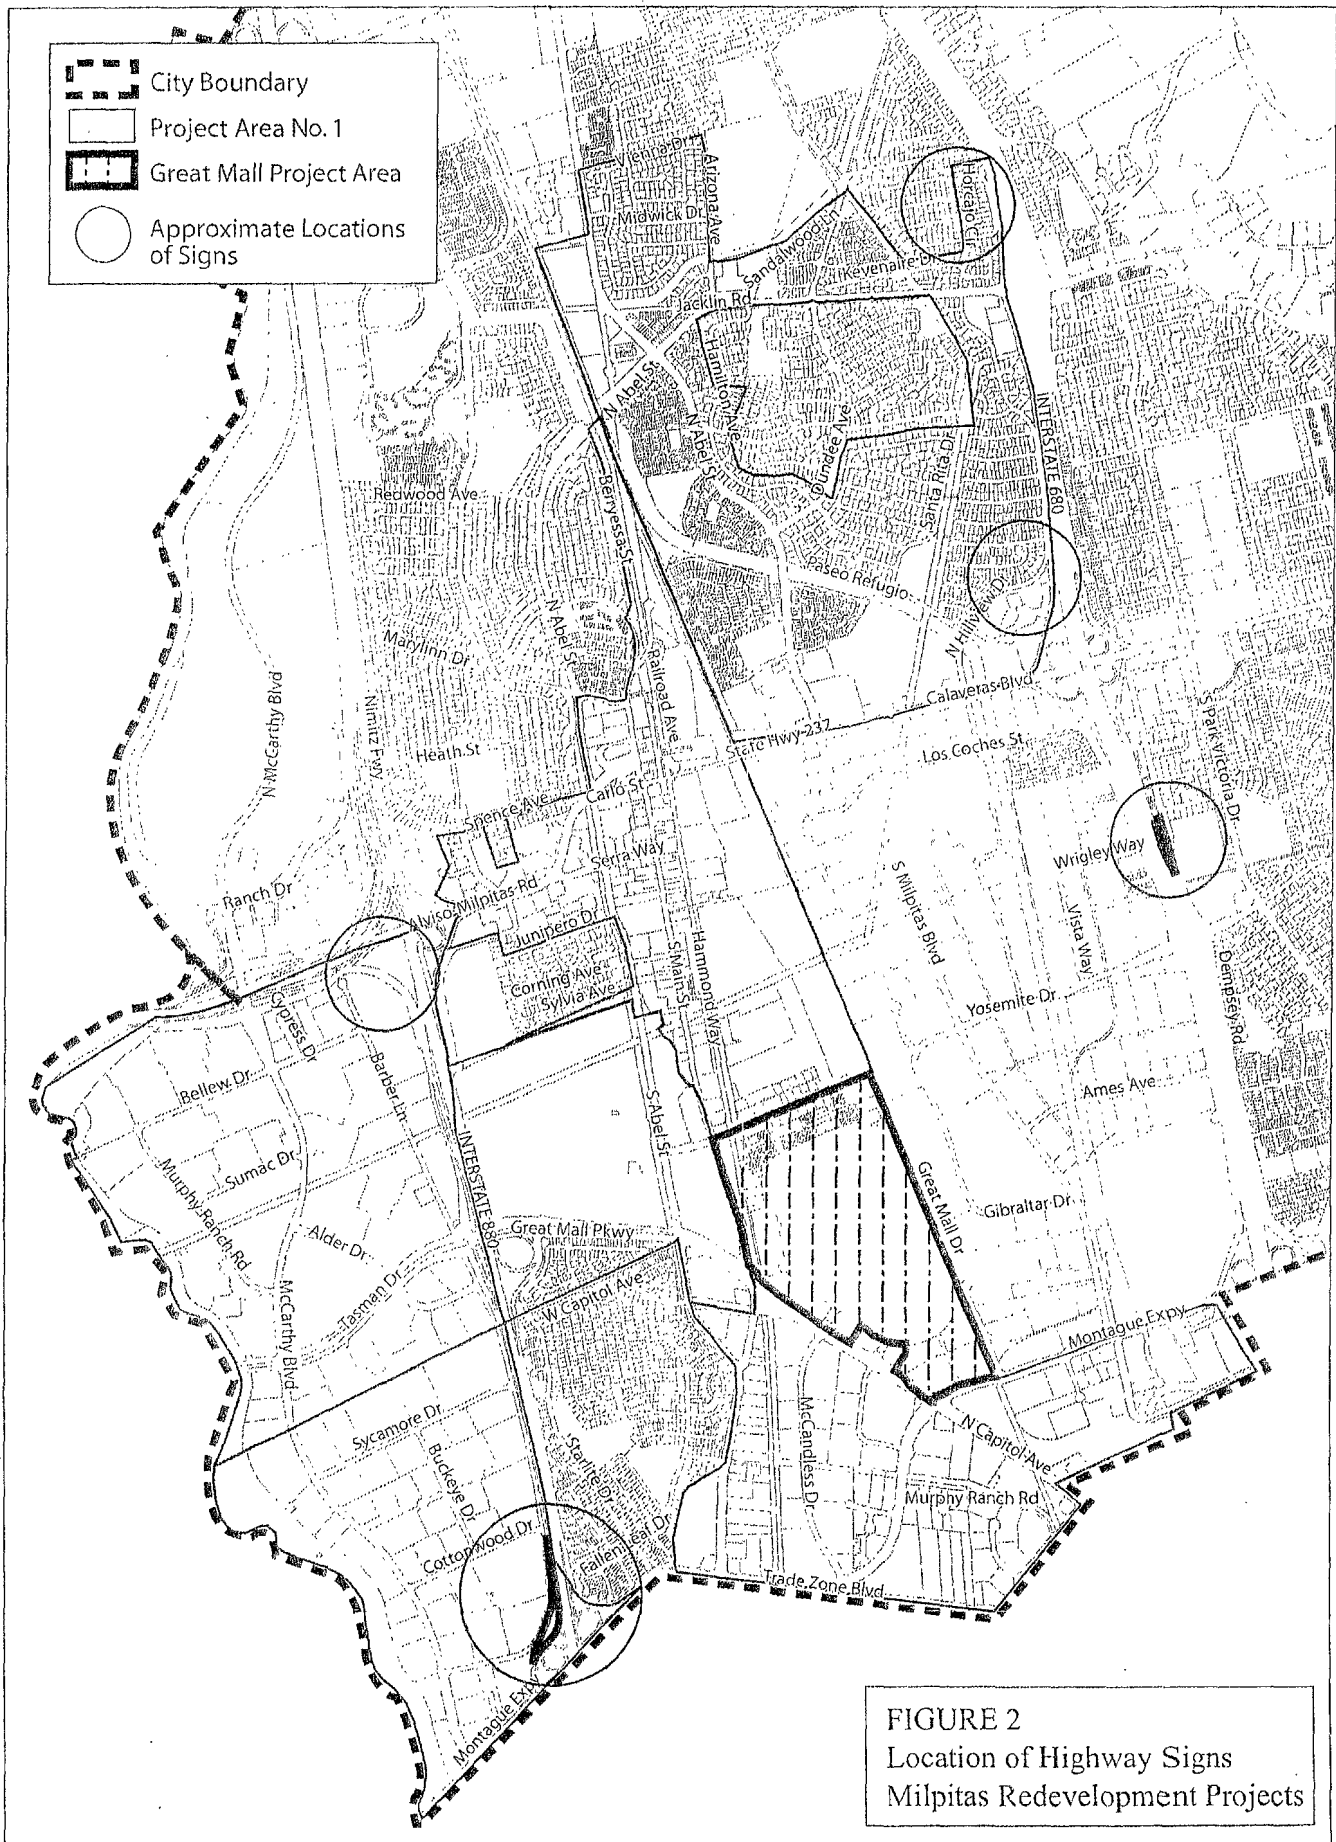 City Boundary
Project Area No. 1
Great Mall Project Area
Approximate Locations
of Signs
Vienna Dr
Arizona Ave
Midwick Dr
Horcajo Cir
Sandalwood Ln
Kevenaire Dr
Jacklin Rd
N Abel St
Hamilton Ave
N Abel St
Dundee Ave
Santa Rita Dr
INTERSTATE 680
Redwood Ave
Berryessa St
Paseo Refugio
N Hillview Dr
N Abel St
Marylinn Dr
Railroad Ave
N McCarthy Blvd
Nimitz Fwy
Calaveras Blvd
State Hwy 237
Los Coches St
S Park Victoria Dr
Heath St
Spence Ave
Carlo St
Serra Way
Wrigley Way
Ranch Dr
Alviso-Milpitas Rd
Junipero Dr
S Milpitas Blvd
Vista Way
Corning Ave
Sylvia Ave
S Main St
Hammond Way
Dempsey Rd
Cypress Dr
Yosemite Dr
Bellew Dr
Barber Ln
Ames Ave
S Abel St
INTERSTATE 880
Sumac Dr
Murphy Ranch Rd
Great Mall Dr
Gibraltar Dr
Alder Dr
Great Mall Pkwy
McCarthy Blvd
Tasman Dr
W Capitol Ave
Montague Expy
Sycamore Dr
McCandless Dr
N Capitol Ave
Buckeye Dr
Starlite Dr
Murphy Ranch Rd
Cottonwood Dr
Fallen Leaf Dr
Trade Zone Blvd
Montague Expy
FIGURE 2
Location of Highway Signs
Milpitas Redevelopment Projects